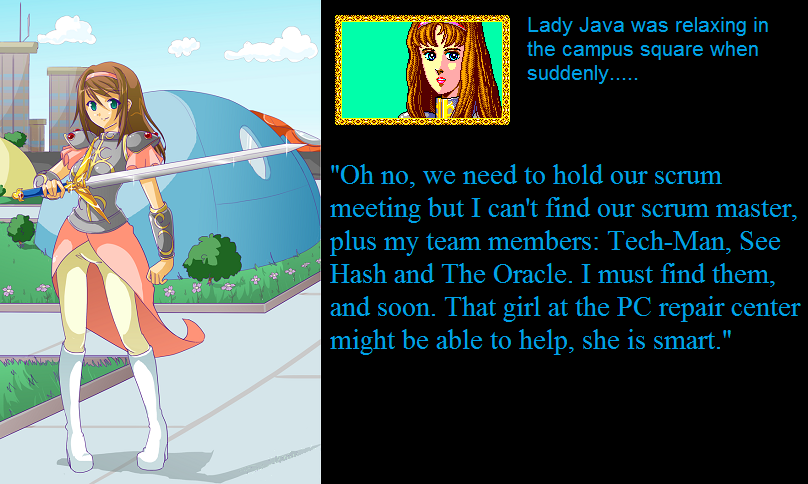 Lady Java was relaxing in
the campus square when
suddenly.....
"Oh no, we need to hold our scrum
meeting but I can't find our scrum master,
plus my team members: Tech-Man, See
Hash and The Oracle. I must find them,
and soon. That girl at the PC repair center
might be able to help, she is smart."